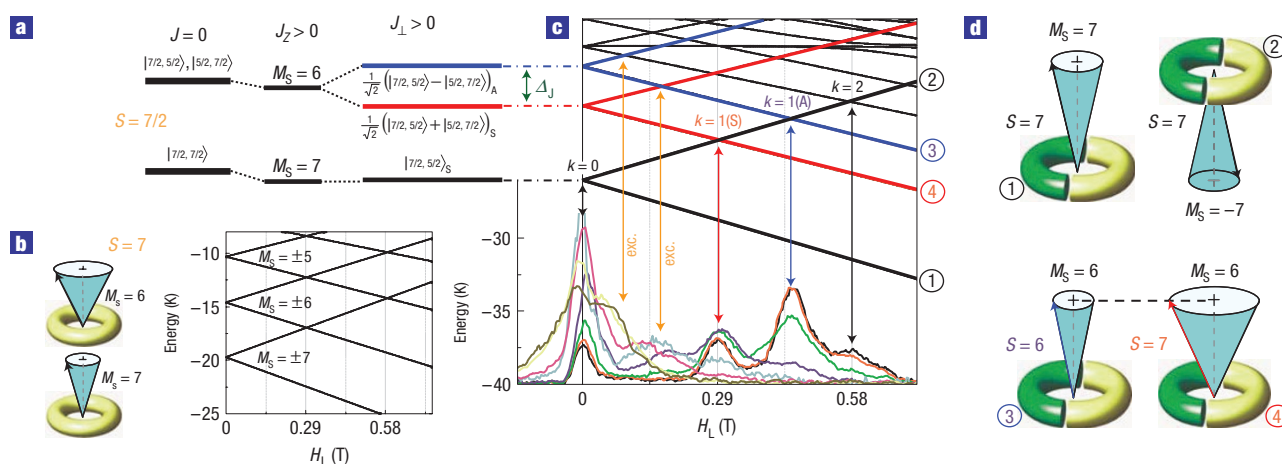 a
J = 0
J_Z > 0
J_⊥ > 0
|7/2, 5/2⟩, |5/2, 7/2⟩
M_S = 6
1/√2 (|7/2, 5/2⟩ − |5/2, 7/2⟩)_A
Δ_J
1/√2 (|7/2, 5/2⟩ + |5/2, 7/2⟩)_S
S = 7/2
|7/2, 7/2⟩
M_S = 7
|7/2, 5/2⟩_S
b
S = 7
M_S = 6
M_S = 7
Energy (K)
−10
−15
−20
−25
M_S = ±5
M_S = ±6
M_S = ±7
0
0.29
0.58
H_L (T)
c
k = 0
k = 1(S)
k = 1(A)
k = 2
exc.
exc.
2
3
4
1
Energy (K)
−30
−35
−40
0
0.29
0.58
H_L (T)
d
M_S = 7
S = 7
1
2
S = 7
M_S = −7
M_S = 6
S = 6
3
M_S = 6
S = 7
4